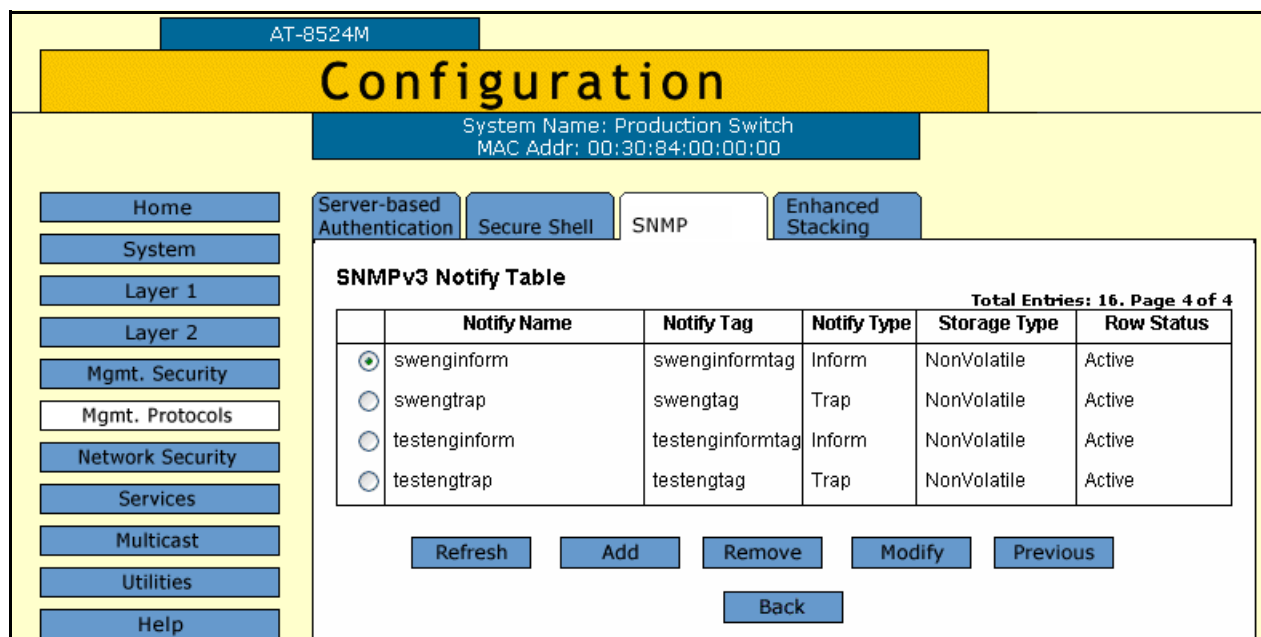 AT-8524M
Configuration
System Name: Production Switch
MAC Addr: 00:30:84:00:00:00
Home
System
Layer 1
Layer 2
Mgmt. Security
Mgmt. Protocols
Network Security
Services
Multicast
Utilities
Help
Server-based
Authentication
Secure Shell
SNMP
Enhanced
Stacking
SNMPv3 Notify Table
Total Entries: 16. Page 4 of 4
Notify Name Notify Tag Notify Type Storage Type Row Status
swenginform swenginformtag Inform NonVolatile Active
swengtrap swengtag Trap NonVolatile Active
testenginform testenginformtag Inform NonVolatile Active
testengtrap testengtag Trap NonVolatile Active
Refresh Add Remove Modify Previous
Back